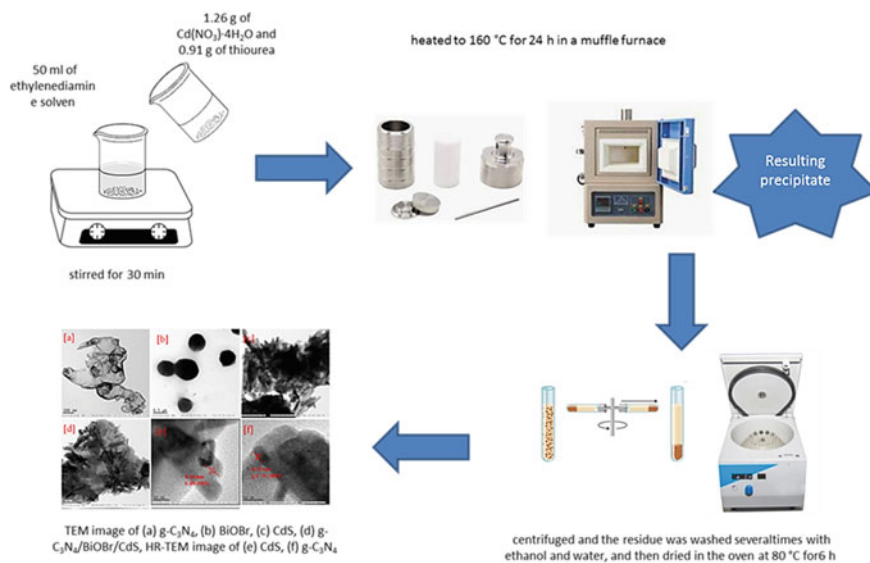 1.26 g of
Cd(NO₃)·4H₂O and
0.91 g of thiourea
50 ml of
ethylenediamin
e solven
stirred for 30 min
heated to 160 °C for 24 h in a muffle furnace
Resulting
precipitate
centrifuged and the residue was washed severaltimes with
ethanol and water, and then dried in the oven at 80 °C for6 h
[a]
[b]
[d]
[f]
TEM image of (a) g-C₃N₄, (b) BiOBr, (c) CdS, (d) g-
C₃N₄/BiOBr/CdS, HR-TEM image of (e) CdS, (f) g-C₃N₄